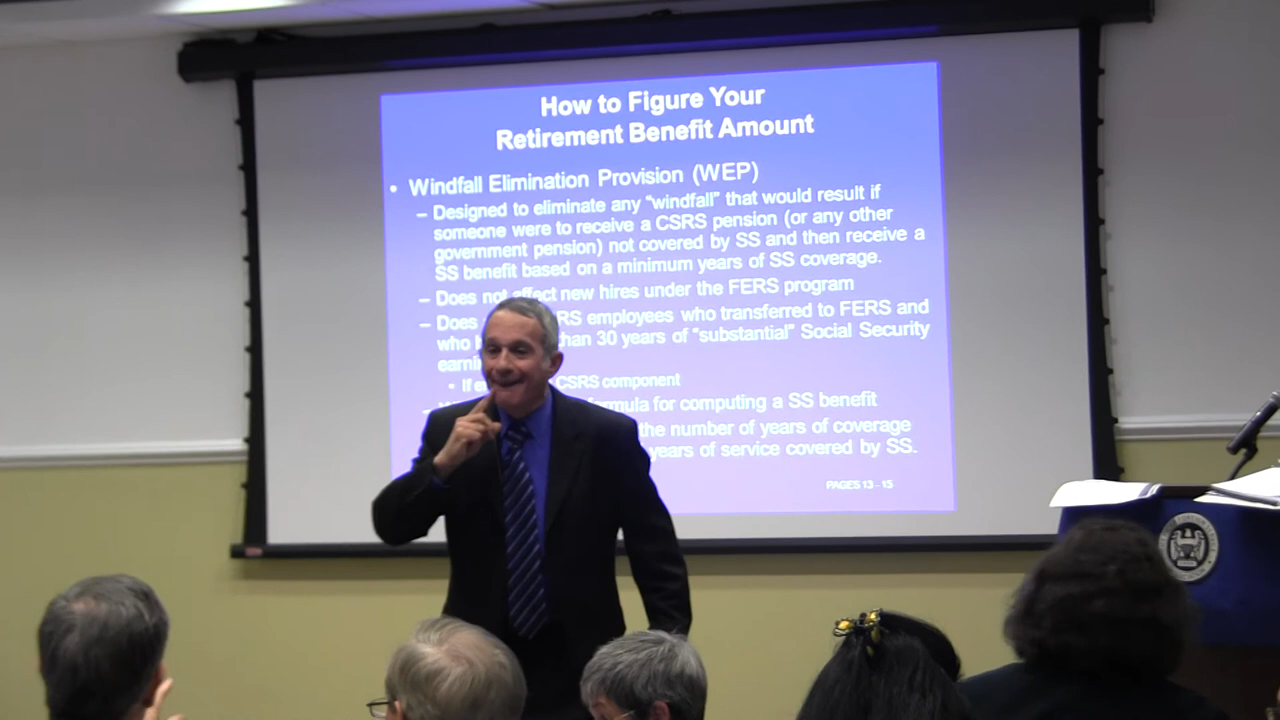 How to Figure Your
Retirement Benefit Amount
• Windfall Elimination Provision (WEP)
– Designed to eliminate any “windfall” that would result if
someone were to receive a CSRS pension (or any other
government pension) not covered by SS and then receive a
SS benefit based on a minimum years of SS coverage.
– Does not affect new hires under the FERS program
– Does RS employees who transferred to FERS and
who than 30 years of “substantial” Social Security
• If CSRS component
formula for computing a SS benefit
the number of years of coverage
years of service covered by SS.
PAGES 13 - 15